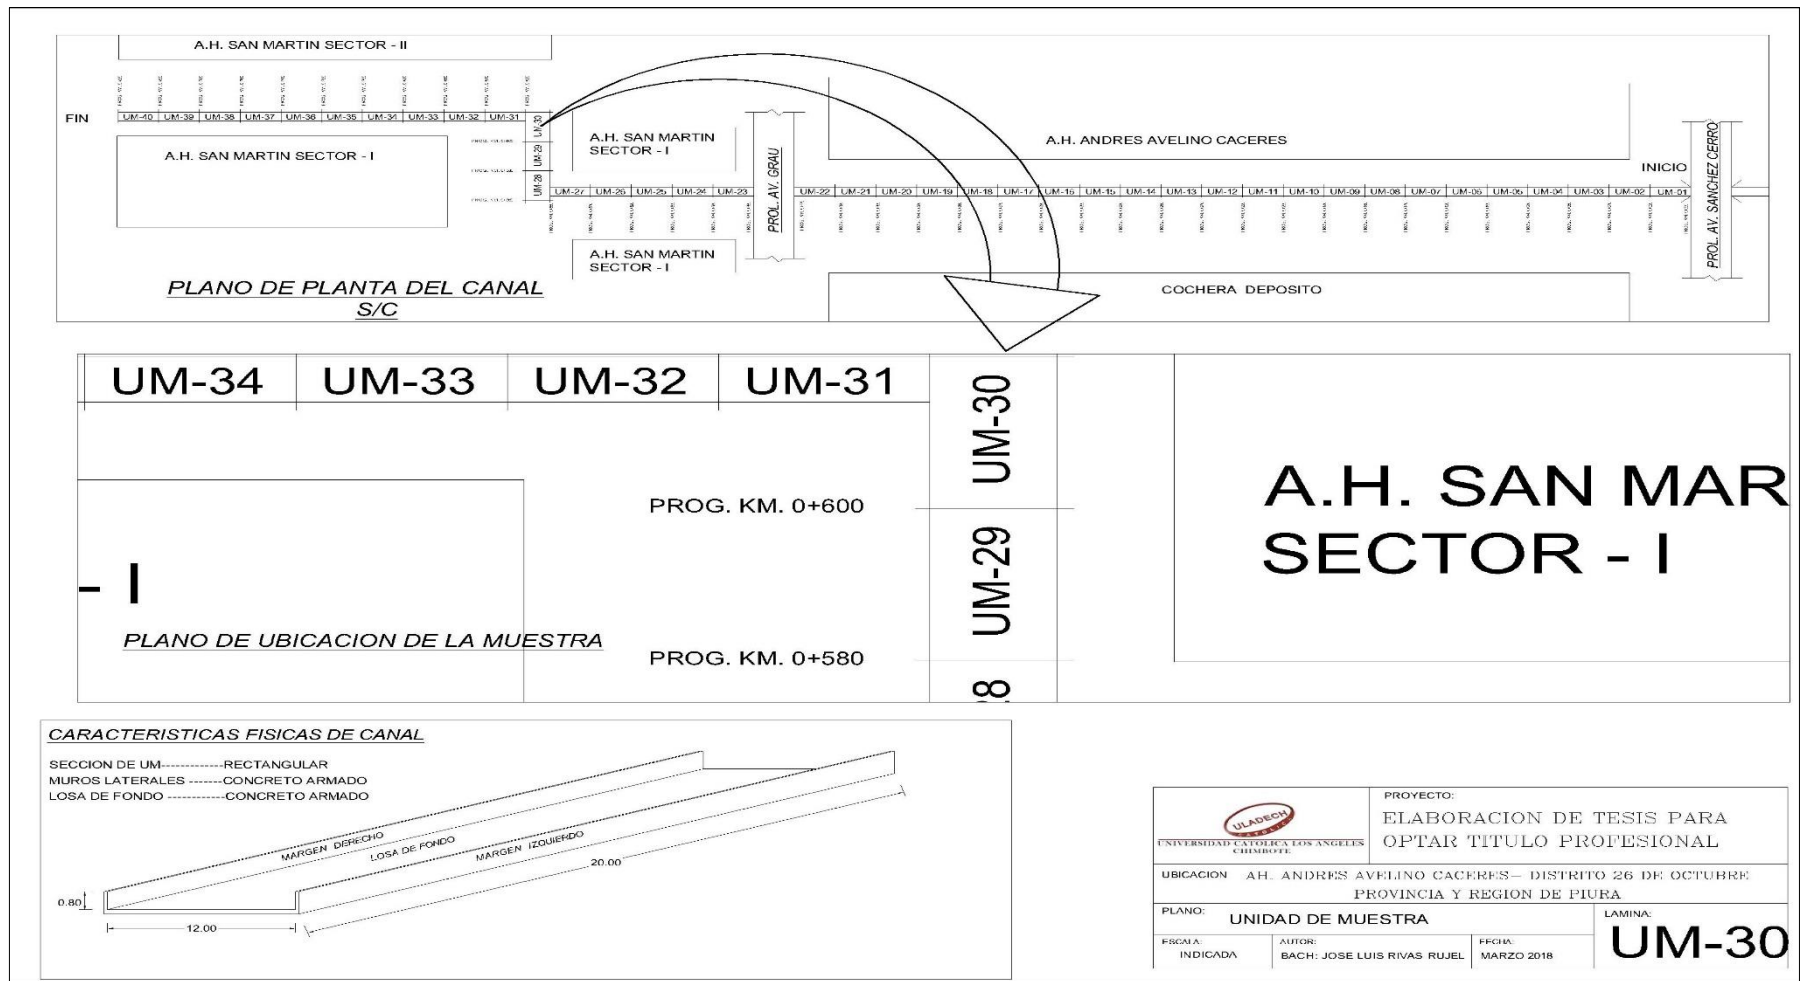 A.H. SAN MARTIN SECTOR - II
FIN
UM-40 UM-39 UM-38 UM-37 UM-36 UM-35 UM-34 UM-33 UM-32 UM-31
UM-30
UM-29
UM-28
A.H. SAN MARTIN SECTOR - I
A.H. SAN MARTIN
SECTOR - I
UM-27 UM-26 UM-25 UM-24 UM-23
A.H. SAN MARTIN
SECTOR - I
PROL. AV. GRAU
A.H. ANDRES AVELINO CACERES
INICIO
UM-22 UM-21 UM-20 UM-19 UM-18 UM-17 UM-16 UM-15 UM-14 UM-13 UM-12 UM-11 UM-10 UM-09 UM-08 UM-07 UM-06 UM-05 UM-04 UM-03 UM-02 UM-01
PROL. AV. SANCHEZ CERRO
COCHERA DEPOSITO
PLANO DE PLANTA DEL CANAL
S/C
UM-34 UM-33 UM-32 UM-31
UM-30
PROG. KM. 0+600
UM-29
PROG. KM. 0+580
8
A.H. SAN MAR
SECTOR - I
- I
PLANO DE UBICACION DE LA MUESTRA
CARACTERISTICAS FISICAS DE CANAL
SECCION DE UM-----------RECTANGULAR
MUROS LATERALES ------CONCRETO ARMADO
LOSA DE FONDO ----------CONCRETO ARMADO
MARGEN DERECHO
LOSA DE FONDO
MARGEN IZQUIERDO
20.00
0.80
12.00
ULADECH
CATOLICA
UNIVERSIDAD CATOLICA LOS ANGELES
CHIMBOTE
PROYECTO:
ELABORACION DE TESIS PARA
OPTAR TITULO PROFESIONAL
UBICACION AH. ANDRES AVELINO CACERES- DISTRITO 26 DE OCTUBRE
PROVINCIA Y REGION DE PIURA
PLANO:
UNIDAD DE MUESTRA
LAMINA:
UM-30
ESCALA:
INDICADA
AUTOR:
BACH: JOSE LUIS RIVAS RUJEL
FECHA:
MARZO 2018